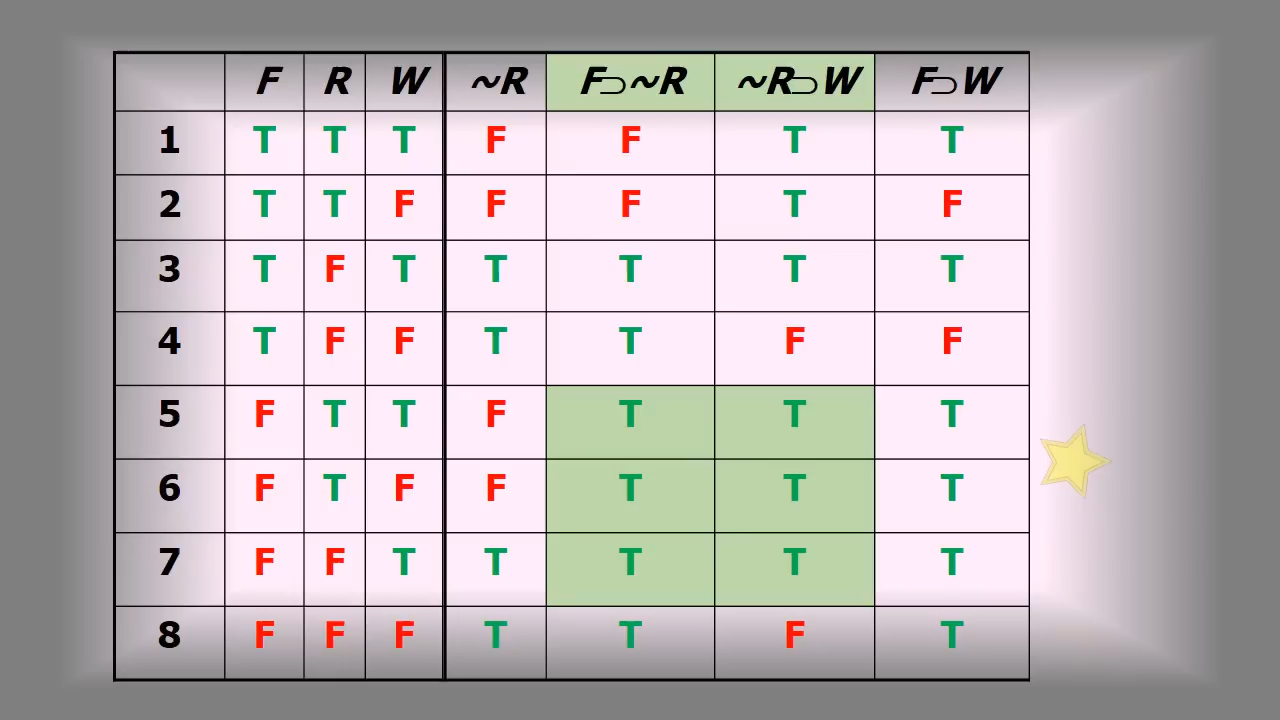 F R W ~R F⊃~R ~R⊃W F⊃W
1 T T T F F T T
2 T T F F F T F
3 T F T T T T T
4 T F F T T F F
5 F T T F T T T
6 F T F F T T T
7 F F T T T T T
8 F F F T T F T